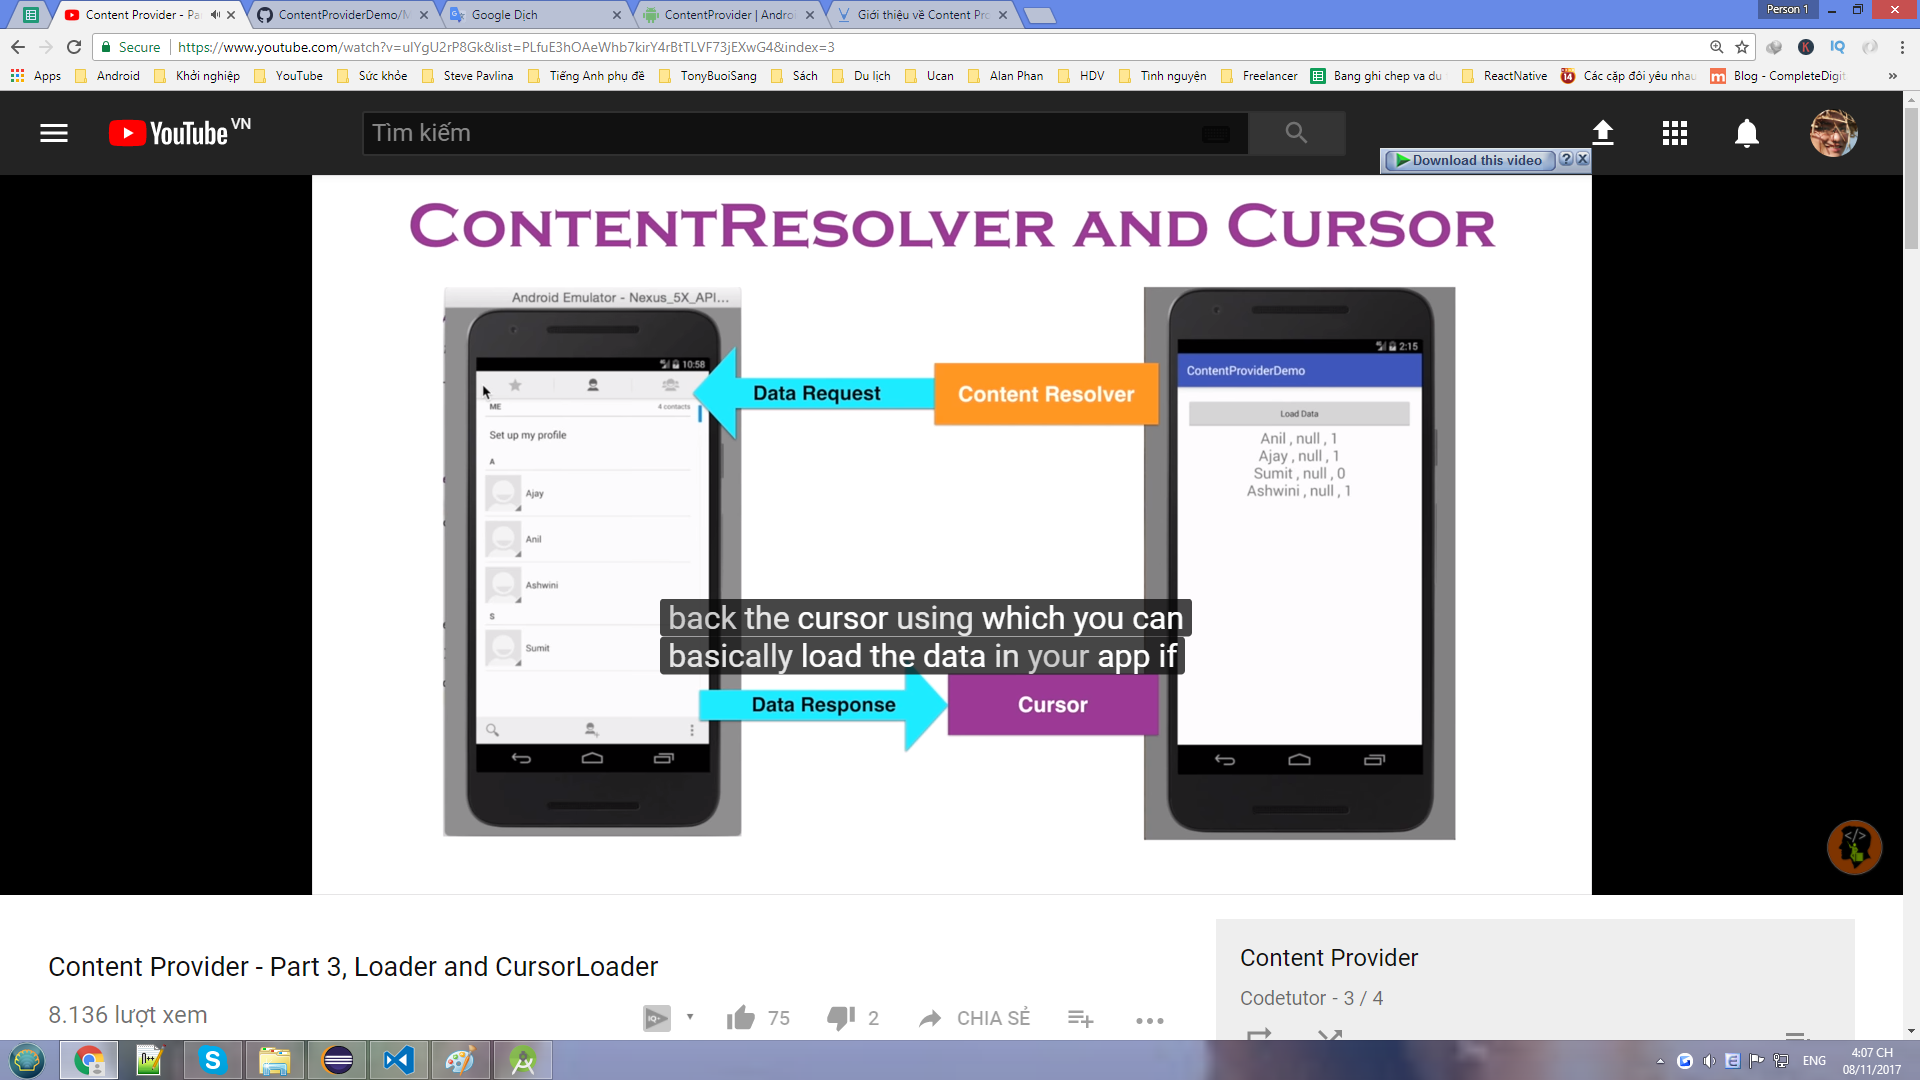 Content Provider - Pa
ContentProviderDemo/M
Google Dịch
ContentProvider | Androi
Giới thiệu về Content Pro
Person 1
Secure
https://www.youtube.com/watch?v=ulYgU2rP8Gk&list=PLfuE3hOAeWhb7kirY4rBtTLVF73jEXwG4&index=3
Apps
Android
Khởi nghiệp
YouTube
Sức khỏe
Steve Pavlina
Tiếng Anh phụ đề
TonyBuoiSang
Sách
Du lịch
Ucan
Alan Phan
HDV
Tình nguyện
Freelancer
Bang ghi chep va du
ReactNative
Các cặp đôi yêu nhau
Blog - CompleteDigit
YouTube VN
Tìm kiếm
Download this video
ContentResolver and Cursor
Android Emulator - Nexus_5X_API...
10:58
ME
4 contacts
Set up my profile
A
Ajay
Anil
Ashwini
S
Sumit
Data Request
Content Resolver
2:15
ContentProviderDemo
Load Data
Anil , null , 1
Ajay , null , 1
Sumit , null , 0
Ashwini , null , 1
back the cursor using which you can
basically load the data in your app if
Data Response
Cursor
Content Provider - Part 3, Loader and CursorLoader
8.136 lượt xem
75
2
CHIA SẺ
Content Provider
Codetutor - 3 / 4
ENG
4:07 CH
08/11/2017